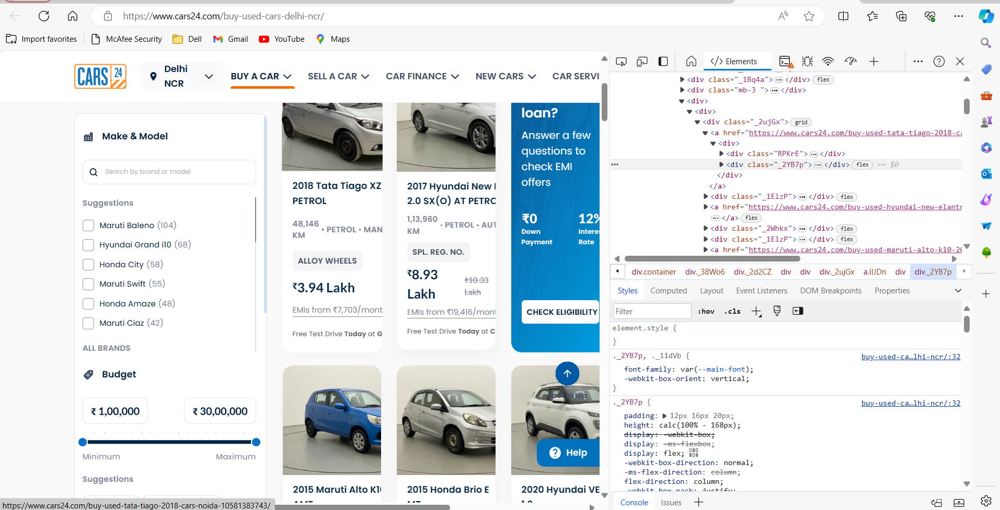 https://www.cars24.com/buy-used-cars-delhi-ncr/
Import favorites
McAfee Security
Dell
Gmail
YouTube
Maps
CARS 24
Delhi
NCR
BUY A CAR
SELL A CAR
CAR FINANCE
NEW CARS
CAR SERVI
Make & Model
Search by brand or model
Suggestions
Maruti Baleno (104)
Hyundai Grand i10 (68)
Honda City (58)
Maruti Swift (55)
Honda Amaze (48)
Maruti Ciaz (42)
ALL BRANDS
Budget
₹ 1,00,000
₹ 30,00,000
Minimum
Maximum
Suggestions
2018 Tata Tiago XZ
PETROL
48,146
KM
• PETROL • MAN
ALLOY WHEELS
₹3.94 Lakh
EMIs from ₹7,703/mont
Free Test Drive Today at G
2017 Hyundai New
2.0 SX(O) AT PETRO
1,13,960
KM
• PETROL • AUT
SPL. REG. NO.
₹8.93
Lakh
₹10.33
Lakh
EMIs from ₹19,416/mont
Free Test Drive Today at C
loan?
Answer a few
questions to
check EMI
offers
₹0
Down
Payment
12%
Interes
Rate
CHECK ELIGIBILITY
Back to top
Help
2015 Maruti Alto K10
AMT
2015 Honda Brio E
MT
2020 Hyundai VE
https://www.cars24.com/buy-used-tata-tiago-2018-cars-noida-10581383743/
Elements
<div class="_1Bq4a">⋯</div> flex
<div class="mb-3 ">⋯</div>
<div>
<div>
<div class="_2ujGx"> grid
<a href="https://www.cars24.com/buy-used-tata-tiago-2018-ca
<div>
<div class="RPKrE">⋯</div>
<div class="_2YB7p">⋯</div> flex == $0
</div>
</a>
<div class="_1ElzP">⋯</div> flex
<a href="https://www.cars24.com/buy-used-hyundai-new-elantr
⋯</a> flex
<div class="_2Whkx">⋯</div> flex
<div class="_1ElzP">⋯</div> flex
<a href="https://www.cars24.com/buy-used-maruti-alto-k10-20
div.container div._38Wo6 div._2d2CZ div div div._2ujGx a.IIJDn div div._2YB7p
Styles Computed Layout Event Listeners DOM Breakpoints Properties
Filter
:hov .cls
element.style {
}
._2YB7p, ._11dVb {
buy-used-ca…lhi-ncr/:32
font-family: var(--main-font);
-webkit-box-orient: vertical;
}
._2YB7p {
buy-used-ca…lhi-ncr/:32
padding: 12px 16px 20px;
height: calc(100% - 168px);
display: -webkit-box;
display: -ms-flexbox;
display: flex;
-webkit-box-direction: normal;
-ms-flex-direction: column;
flex-direction: column;
-webkit-box-pack: justify;
Console Issues